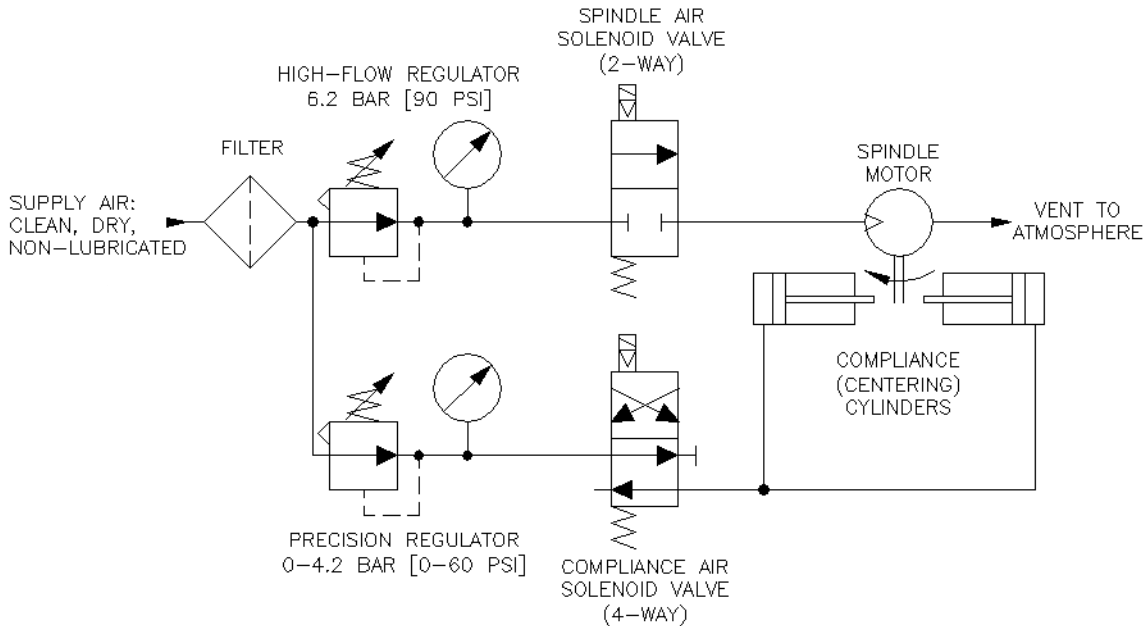 SPINDLE AIR
SOLENOID VALVE
(2-WAY)
HIGH-FLOW REGULATOR
6.2 BAR [90 PSI]
FILTER
SPINDLE
MOTOR
SUPPLY AIR:
CLEAN, DRY,
NON-LUBRICATED
VENT TO
ATMOSPHERE
COMPLIANCE
(CENTERING)
CYLINDERS
PRECISION REGULATOR
0-4.2 BAR [0-60 PSI]
COMPLIANCE AIR
SOLENOID VALVE
(4-WAY)